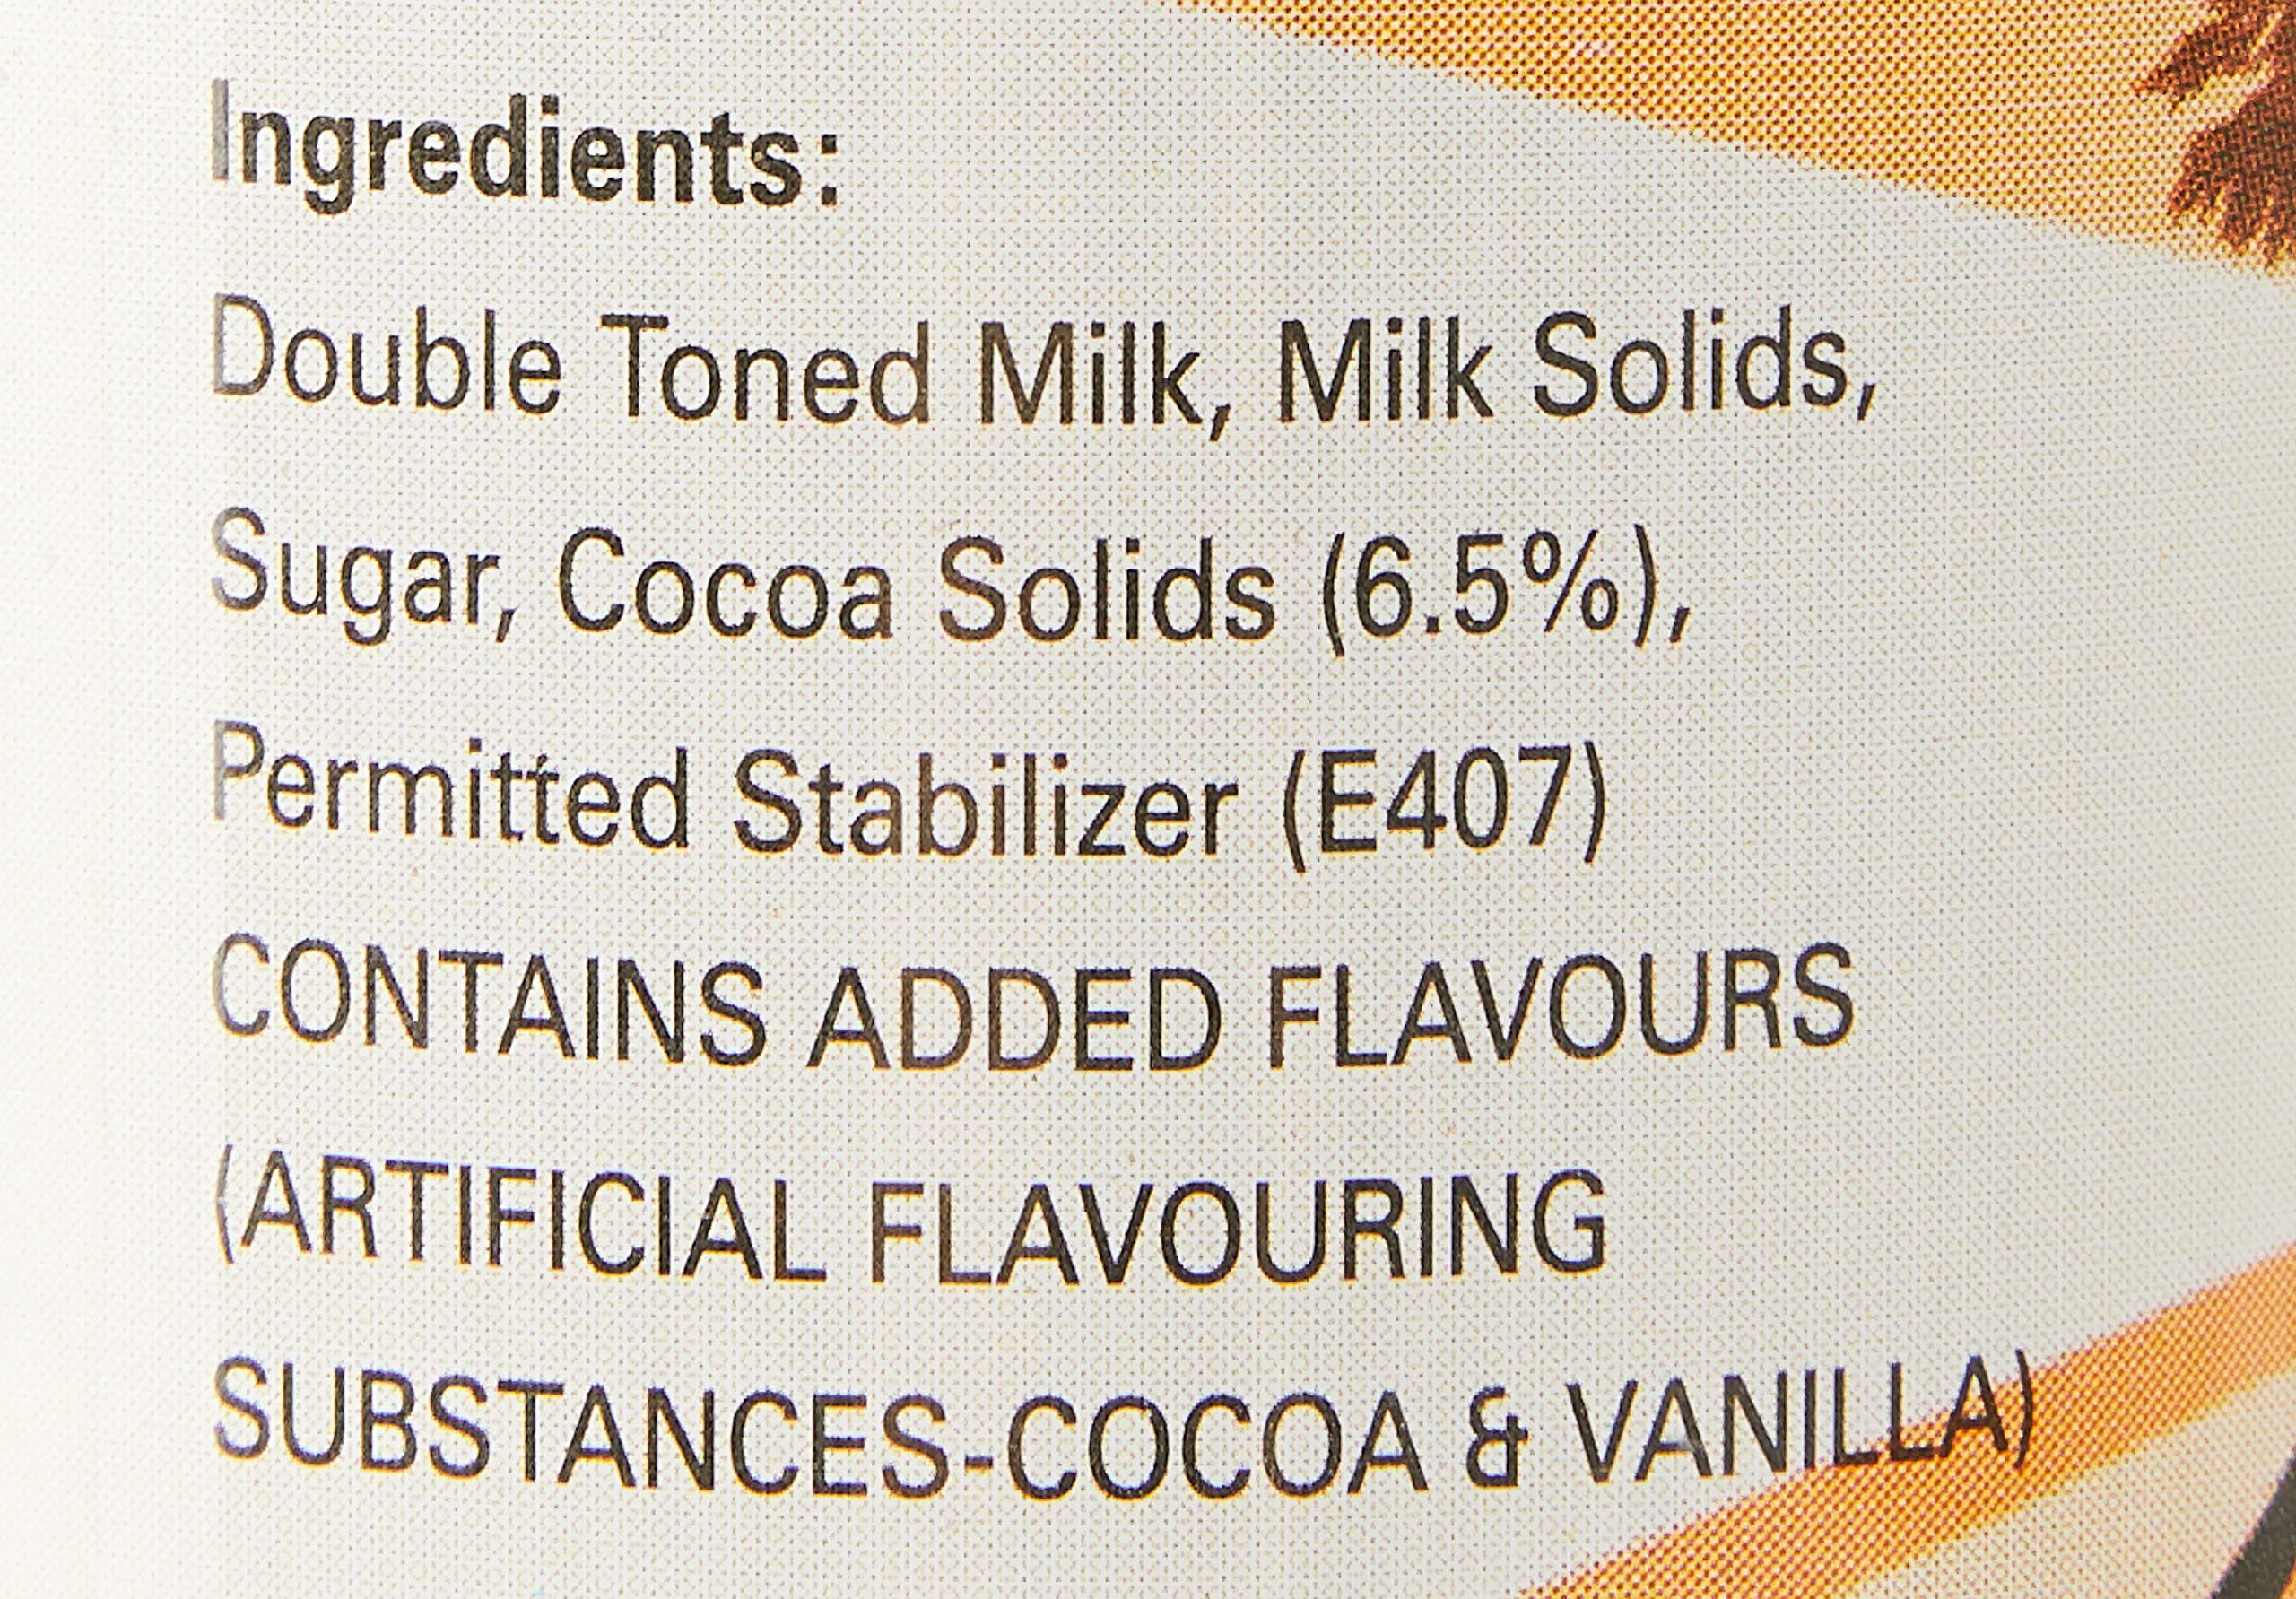 Ingredients:
Double Toned Milk, Milk Solids,
Sugar, Cocoa Solids (6.5%),
Permitted Stabilizer (E407)
CONTAINS ADDED FLAVOURS
(ARTIFICIAL FLAVOURING
SUBSTANCES-COCOA & VANILLA)